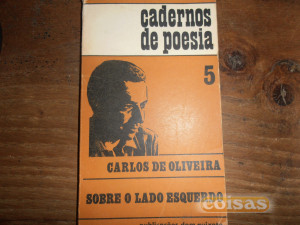 cadernos
de poesia
5
CARLOS DE OLIVEIRA
SOBRE O LADO ESQUERDO
coisas